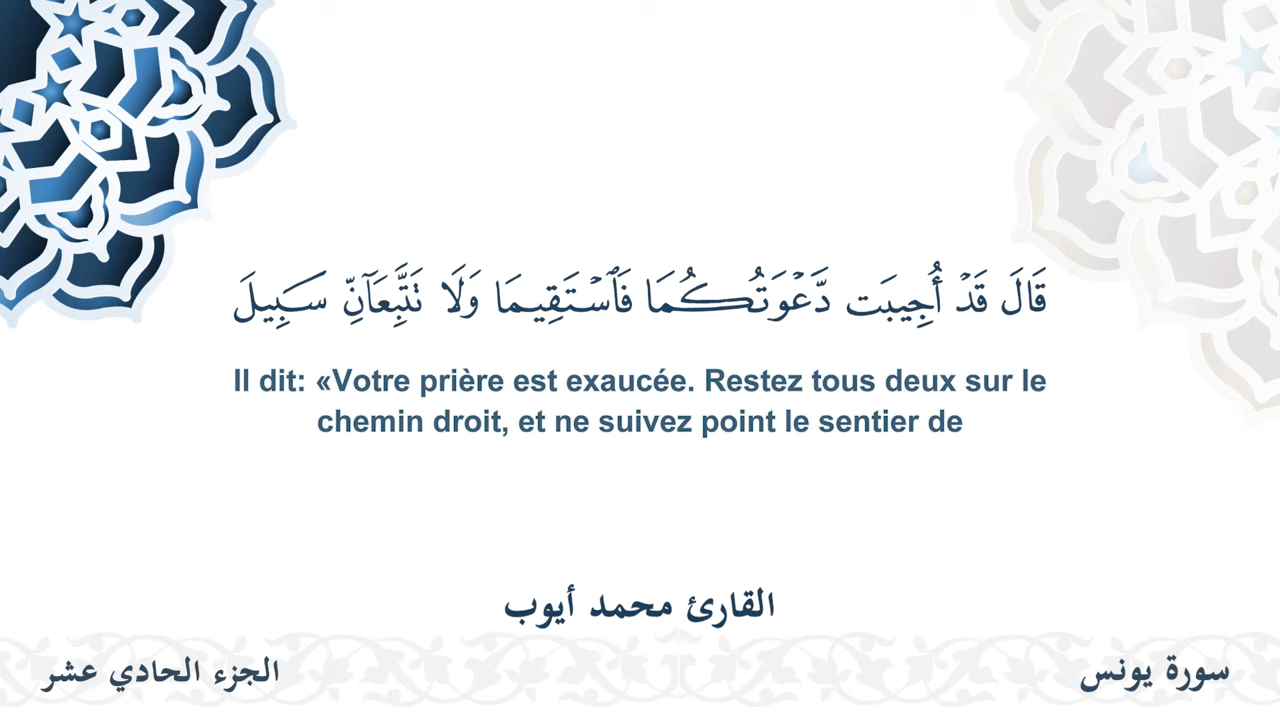 قَالَ قَدۡ أُجِيبَت دَّعۡوَتُكُمَا فَٱسۡتَقِيمَا وَلَا تَتَّبِعَآنِّ سَبِيلَ
Il dit: «Votre prière est exaucée. Restez tous deux sur le
chemin droit, et ne suivez point le sentier de
القارئ محمد أيوب
سورة يونس
الجزء الحادي عشر